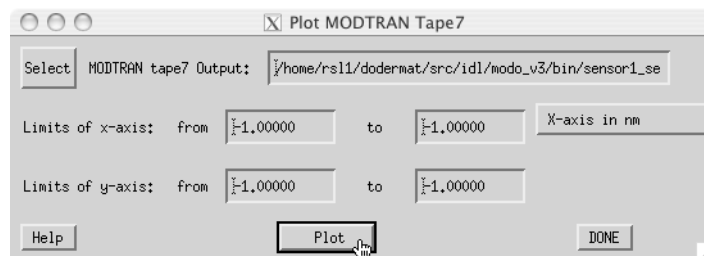 Plot MODTRAN Tape7
Select MODTRAN tape7 Output: /home/rsl1/dodermat/src/idl/modo_v3/bin/sensor1_se
Limits of x-axis: from -1.00000 to -1.00000 X-axis in nm
Limits of y-axis: from -1.00000 to -1.00000
Help Plot DONE